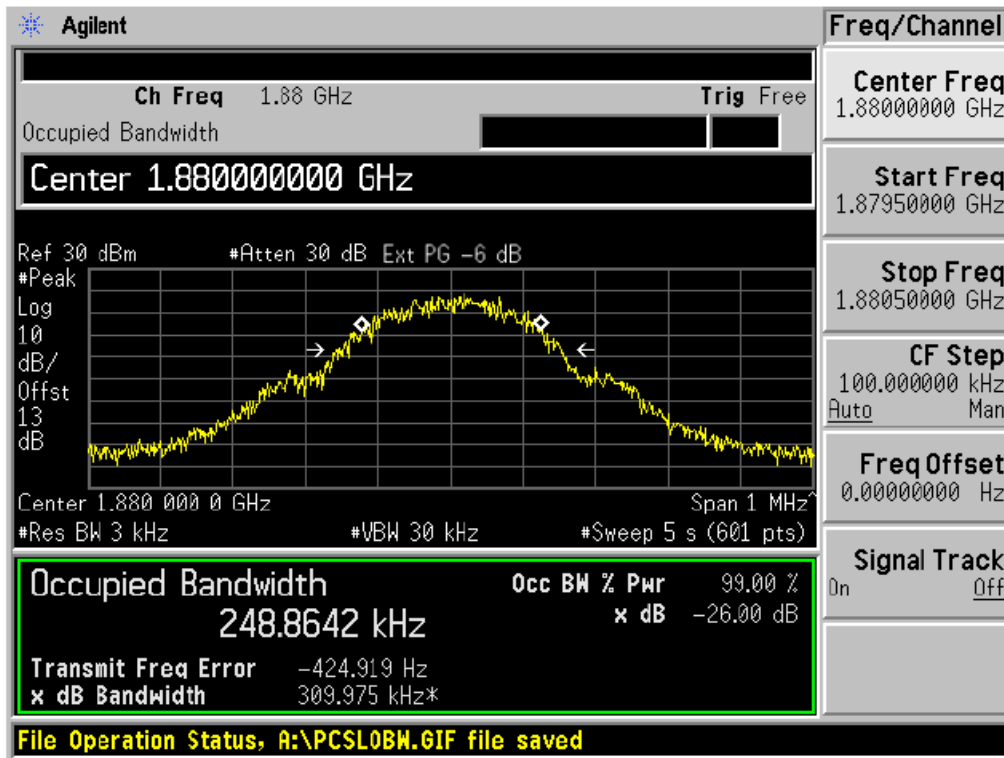 Agilent
Freq/Channel
Ch Freq 1.88 GHz Trig Free
Occupied Bandwidth
Center 1.880000000 GHz
Ref 30 dBm #Atten 30 dB Ext PG -6 dB
#Peak
Log
10
dB/
Offst
13
dB
Center 1.880 000 0 GHz Span 1 MHz^
#Res BW 3 kHz #VBW 30 kHz #Sweep 5 s (601 pts)
Occupied Bandwidth Occ BW % Pwr 99.00 %
248.8642 kHz x dB -26.00 dB
Transmit Freq Error -424.919 Hz
x dB Bandwidth 309.975 kHz*
File Operation Status, A:\PCSLOBW.GIF file saved
Center Freq
1.88000000 GHz
Start Freq
1.87950000 GHz
Stop Freq
1.88050000 GHz
CF Step
100.000000 kHz
Auto Man
Freq Offset
0.00000000 Hz
Signal Track
On Off